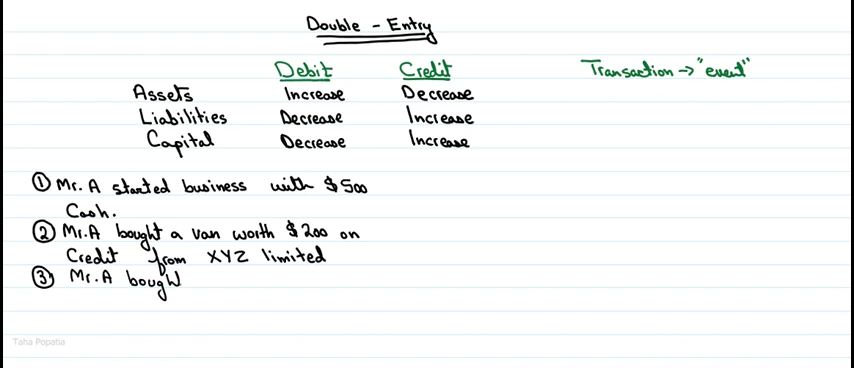 Double - Entry
Debit Credit Transaction → "event"
Assets Increase Decrease
Liabilities Decrease Increase
Capital Decrease Increase
① Mr. A started business with $500
Cash.
② Mr.A bought a van worth $200 on
Credit from XYZ limited
③ Mr.A bought
Taha Popatia